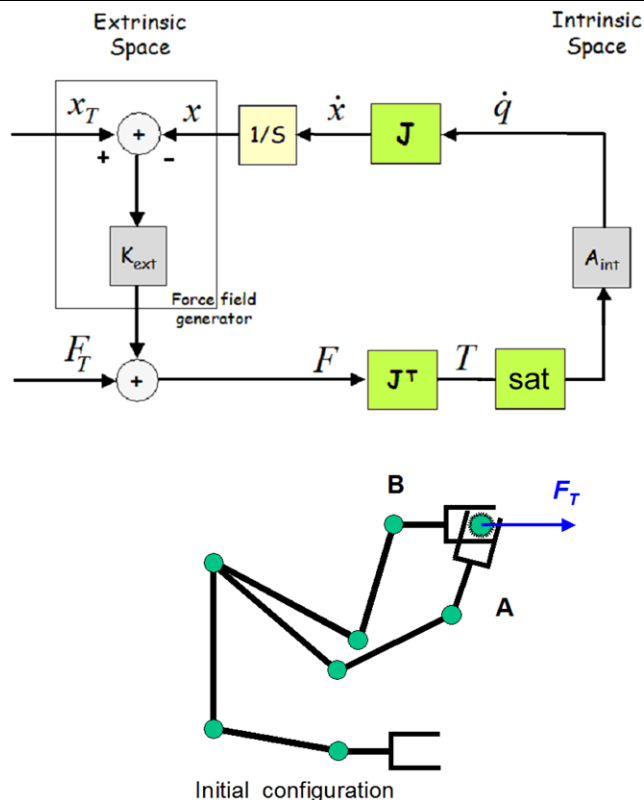 Extrinsic
Space
Intrinsic
Space
x_T
+
+
-
x
1/S
ẋ
J
q̇
K_ext
A_int
Force field
generator
F_T
+
F
J^T
T
sat
B
F_T
A
Initial configuration